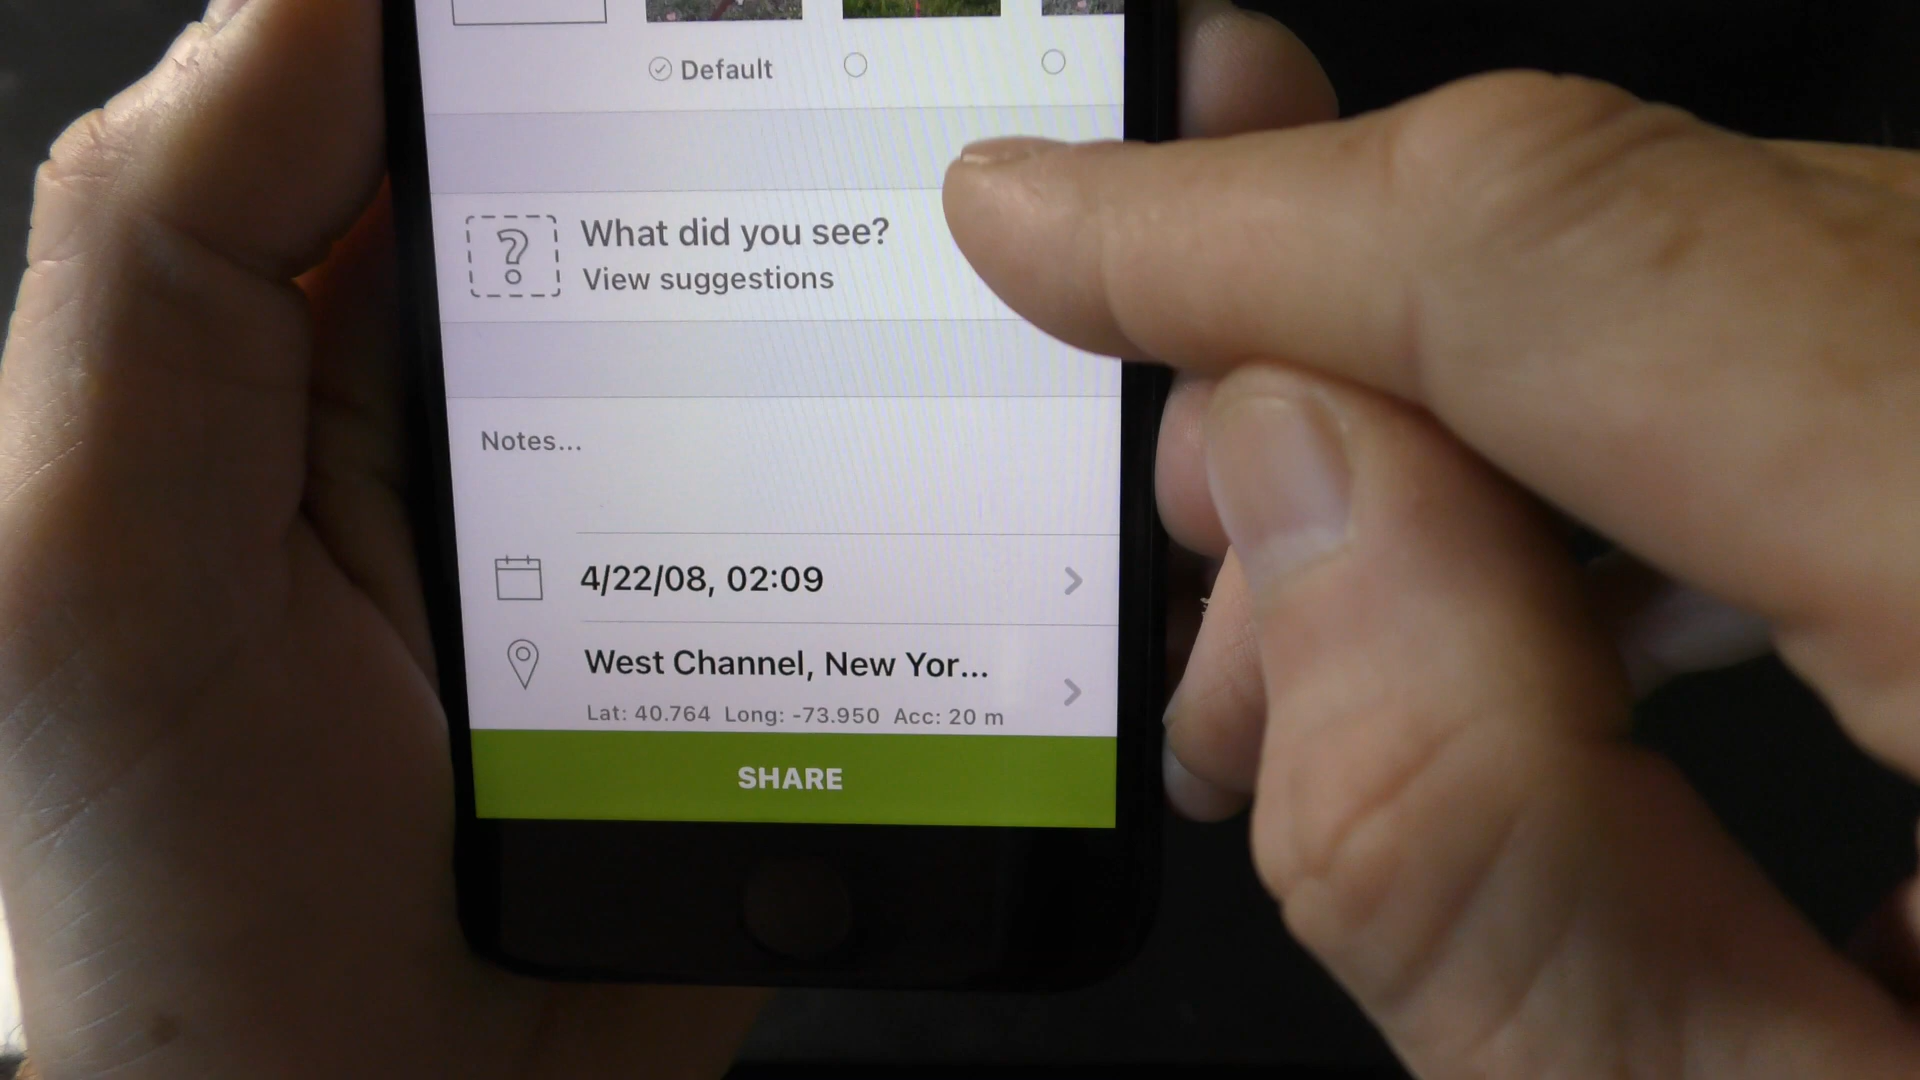 Default
What did you see?
View suggestions
Notes...
4/22/08, 02:09
West Channel, New Yor...
Lat: 40.764 Long: -73.950 Acc: 20 m
SHARE